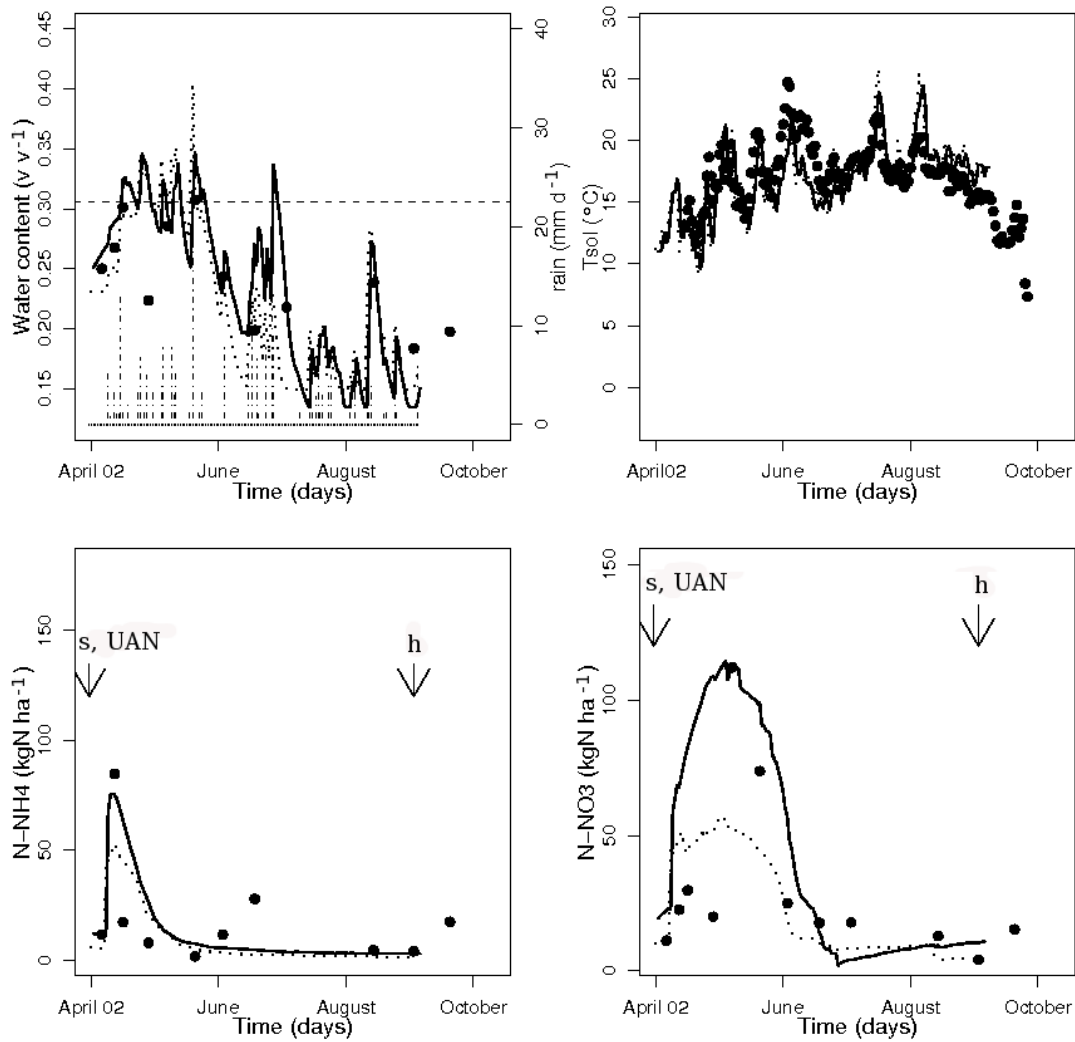 0.45
0.40
0.35
0.30
0.25
0.20
0.15
Water content (v v⁻¹)
40
30
20
10
0
rain (mm d⁻¹)
April 02
June
August
October
Time (days)
30
25
20
15
10
5
0
Tsol (°C)
April02
June
August
October
Time (days)
s, UAN
h
150
100
50
0
N−NH4 (kgN ha⁻¹)
April 02
June
August
October
Time (days)
s, UAN
h
150
100
50
0
N−NO3 (kgN ha⁻¹)
April 02
June
August
October
Time (days)